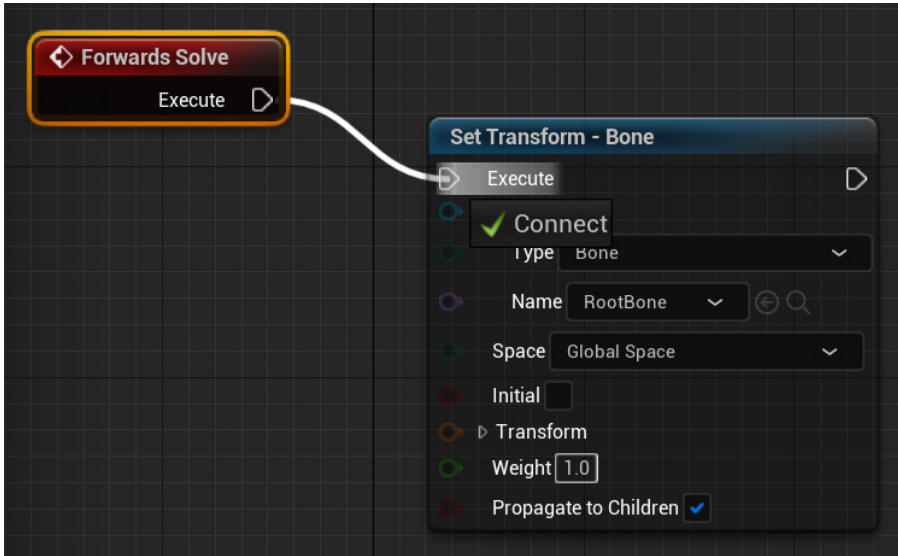 Forwards Solve
Execute
Set Transform - Bone
Execute
Connect
Type Bone
Name RootBone
Space Global Space
Initial
Transform
Weight 1.0
Propagate to Children